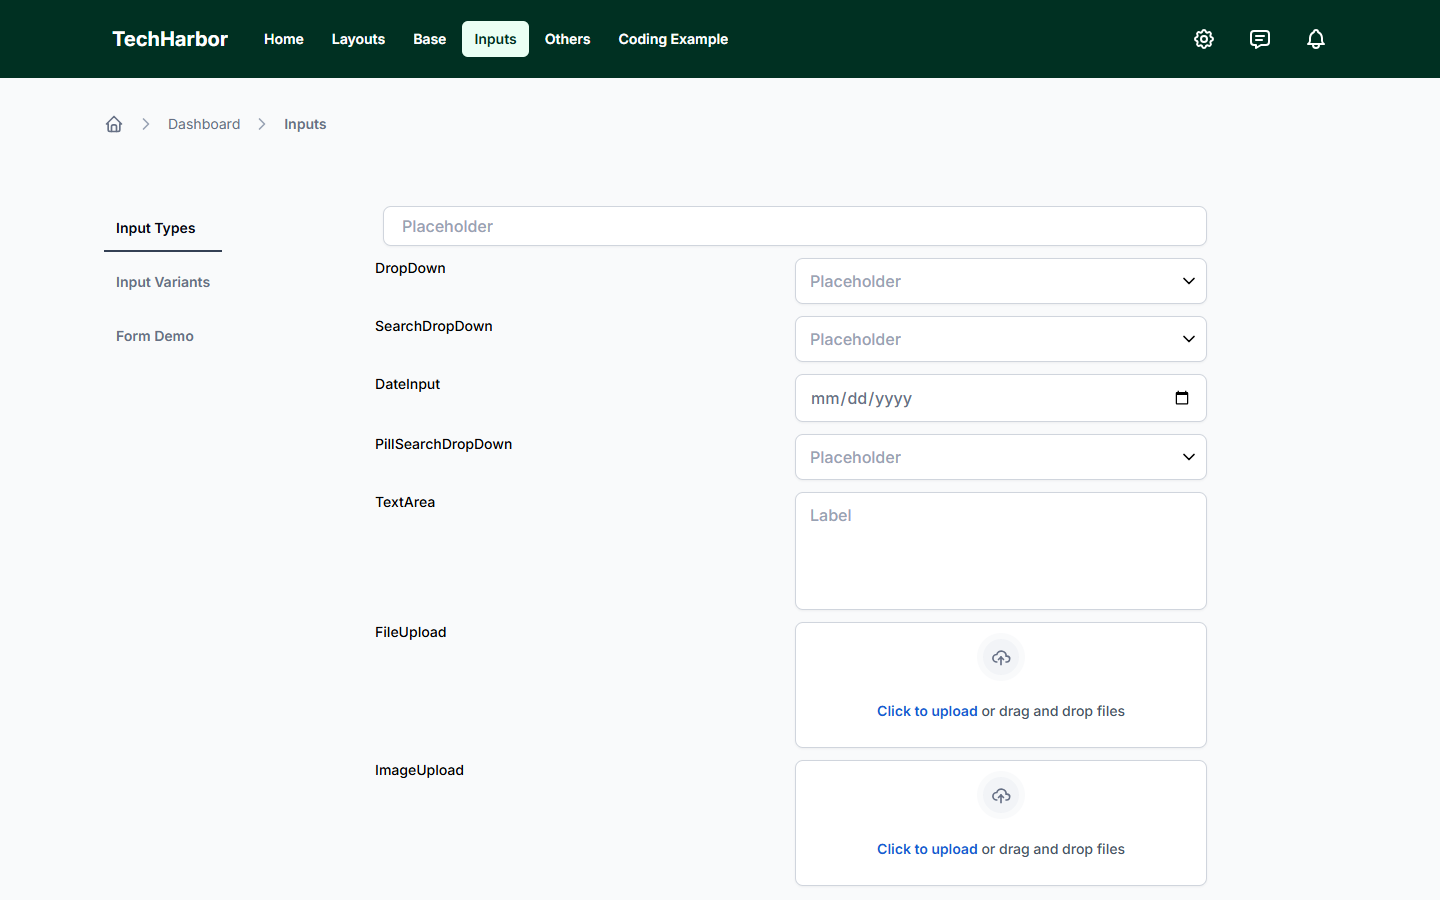 TechHarbor Home Layouts Base Inputs Others Coding Example
Dashboard Inputs
Input Types
Input Variants
Form Demo
Placeholder
DropDown
Placeholder
SearchDropDown
Placeholder
DateInput
mm/dd/yyyy
PillSearchDropDown
Placeholder
TextArea
Label
FileUpload
Click to upload or drag and drop files
ImageUpload
Click to upload or drag and drop files